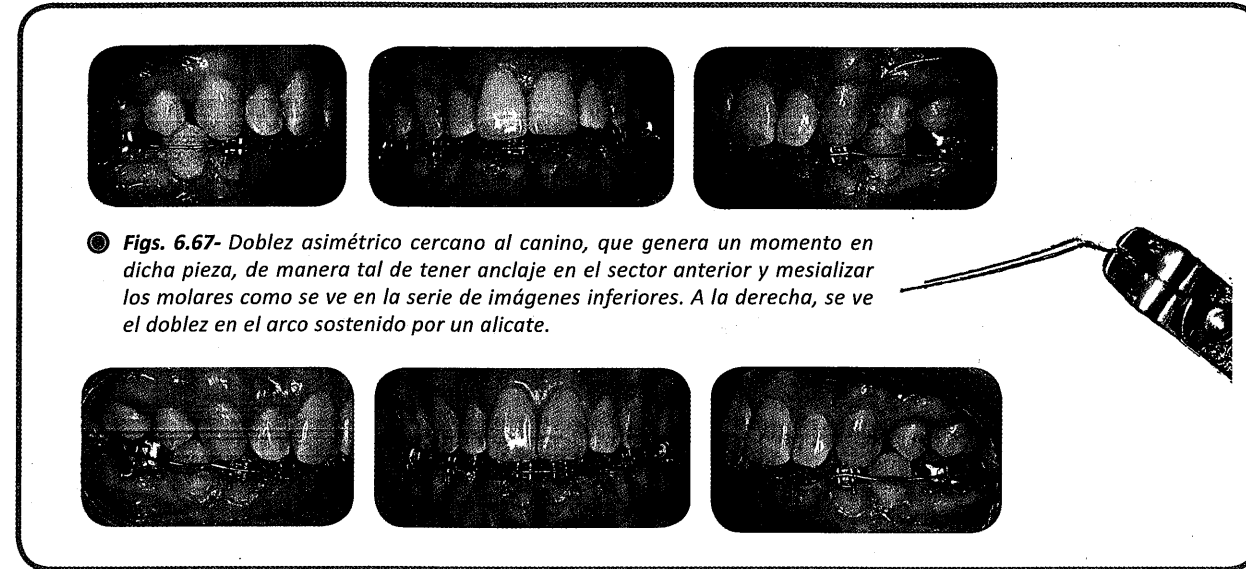 Figs. 6.67- Doblez asimétrico cercano al canino, que genera un momento en
dicha pieza, de manera tal de tener anclaje en el sector anterior y mesializar
los molares como se ve en la serie de imágenes inferiores. A la derecha, se ve
el doblez en el arco sostenido por un alicate.